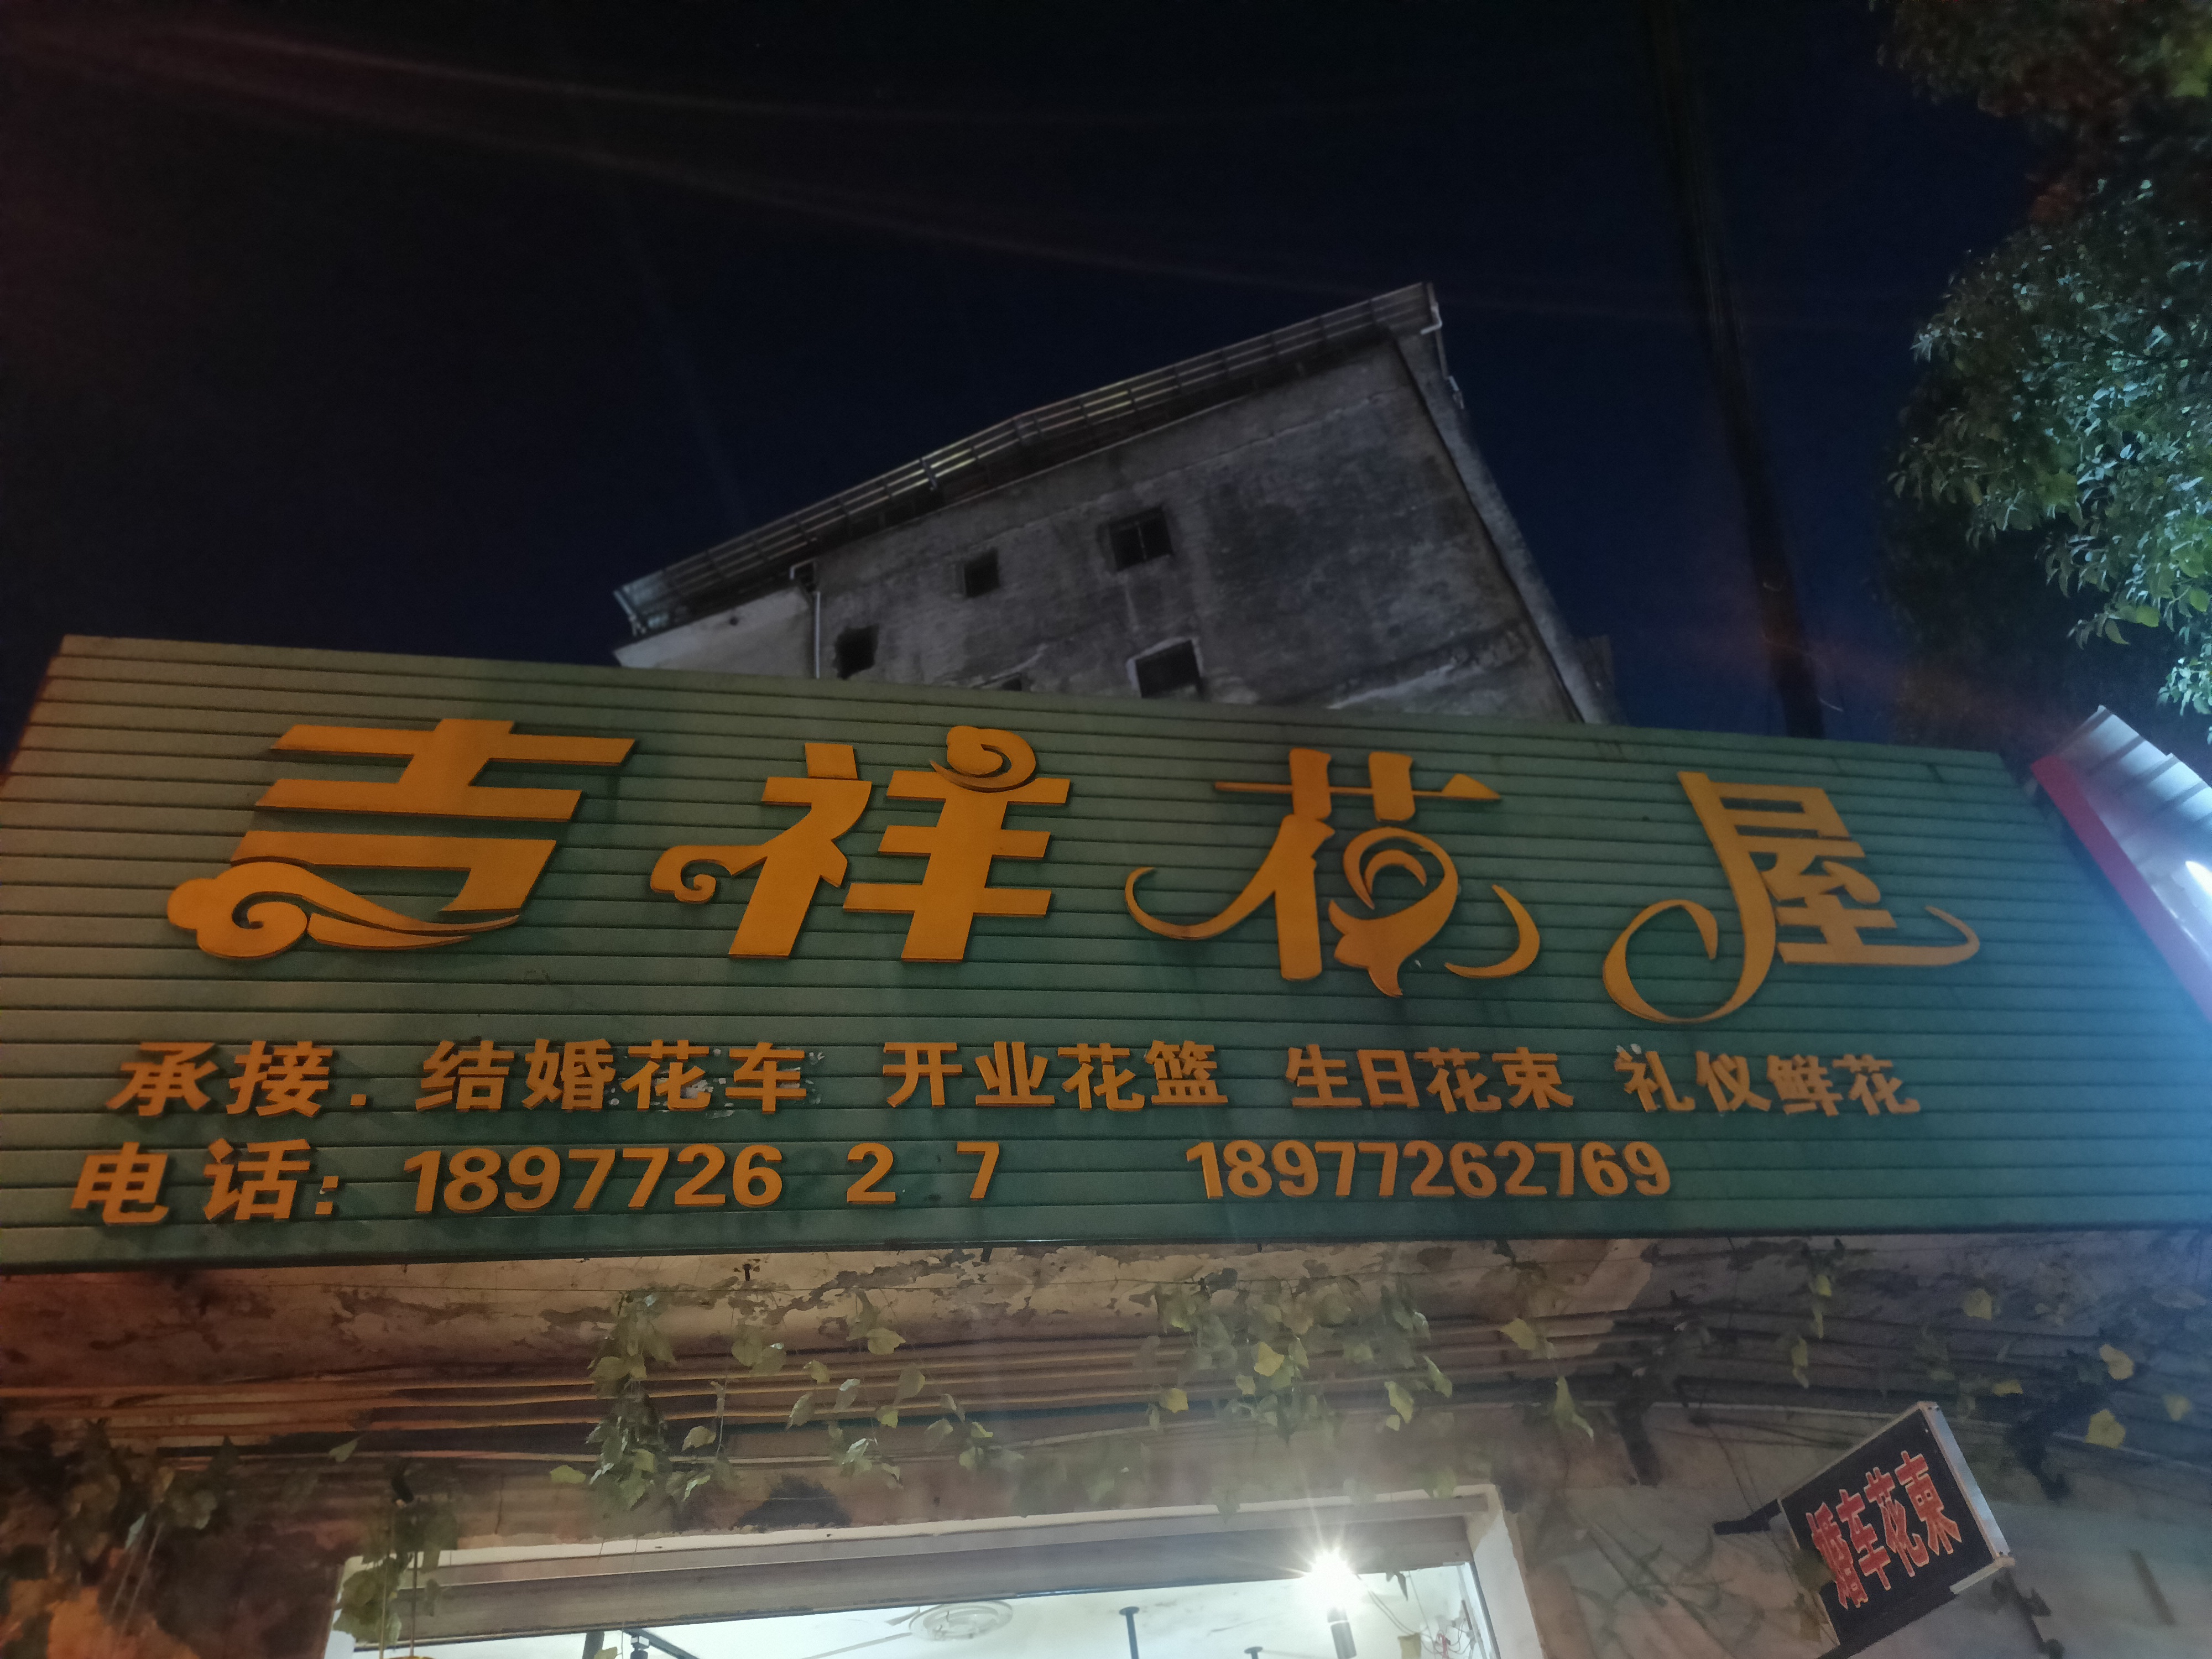 吉祥花屋
承接.结婚花车 开业花篮 生日花束 礼仪鲜花
电话:1897726 2 7 18977262769
婚车花束